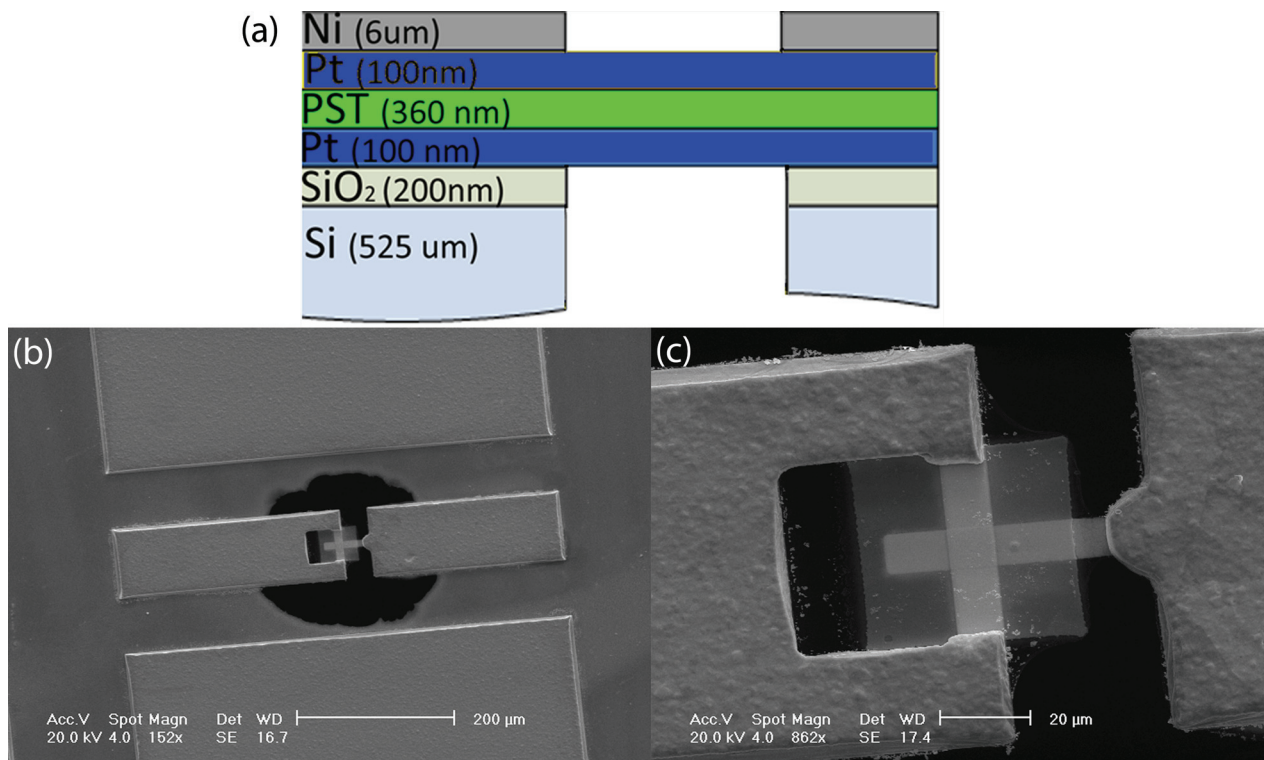 (a)
Ni (6um)
Pt (100nm)
PST (360 nm)
Pt (100 nm)
SiO₂ (200nm)
Si (525 um)
(b)
Acc.V Spot Magn Det WD 200 µm
20.0 kV 4.0 152x SE 16.7
(c)
Acc.V Spot Magn Det WD 20 µm
20.0 kV 4.0 862x SE 17.4